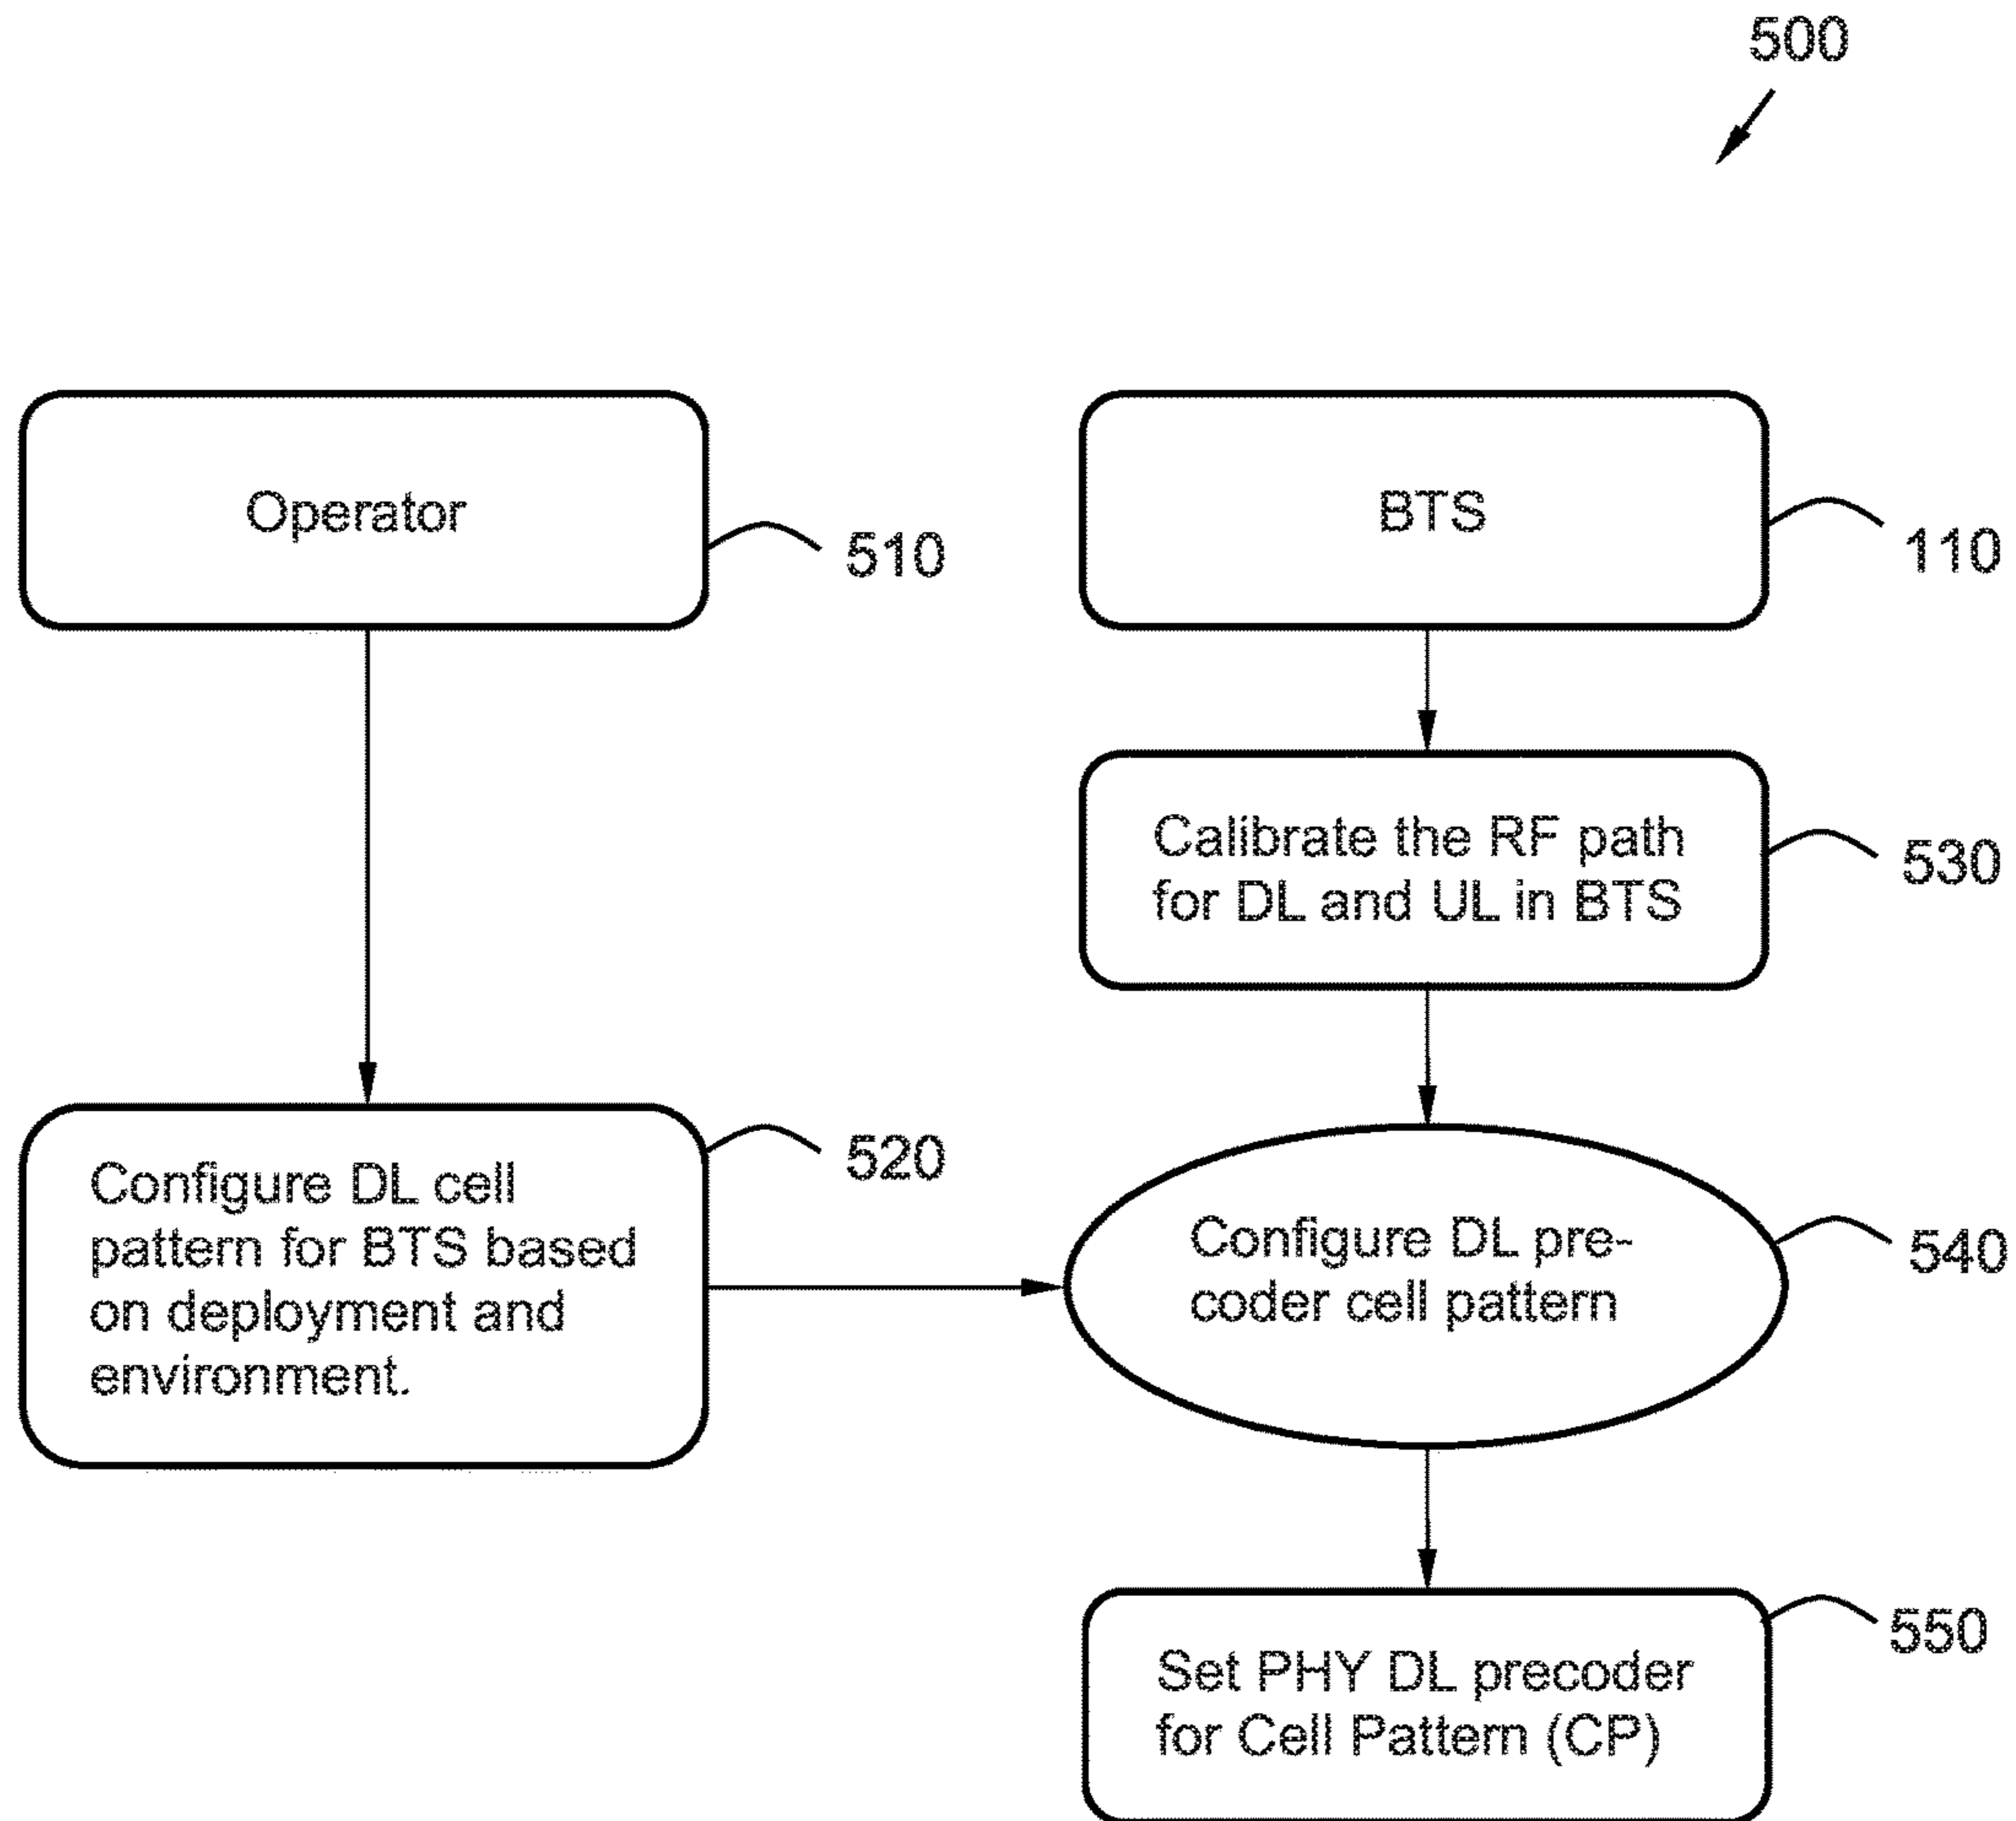 500
Operator
510
BTS
110
Calibrate the RF path
for DL and UL in BTS
530
Configure DL cell
pattern for BTS based
on deployment and
environment.
520
Configure DL pre-
coder cell pattern
540
Set PHY DL precoder
for Cell Pattern (CP)
550